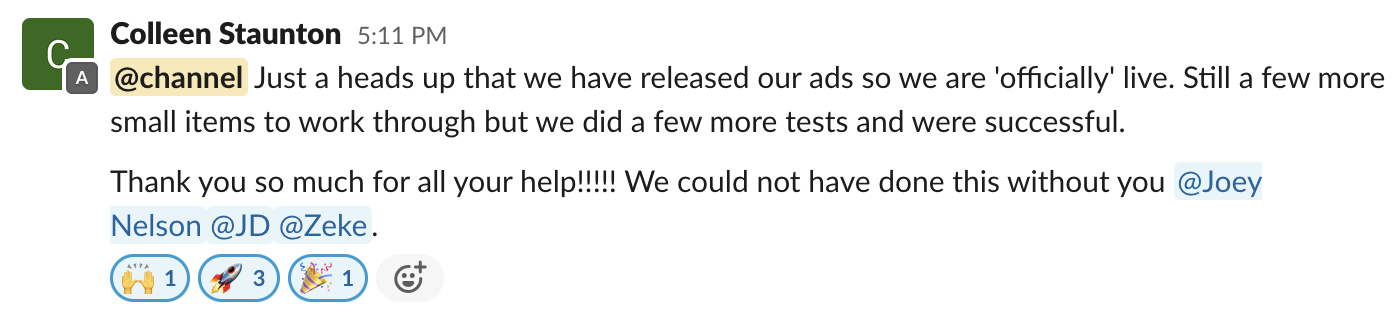 C
A
Colleen Staunton 5:11 PM
@channel Just a heads up that we have released our ads so we are 'officially' live. Still a few more
small items to work through but we did a few more tests and were successful.
Thank you so much for all your help!!!!! We could not have done this without you @Joey
Nelson @JD @Zeke.
1 3 1